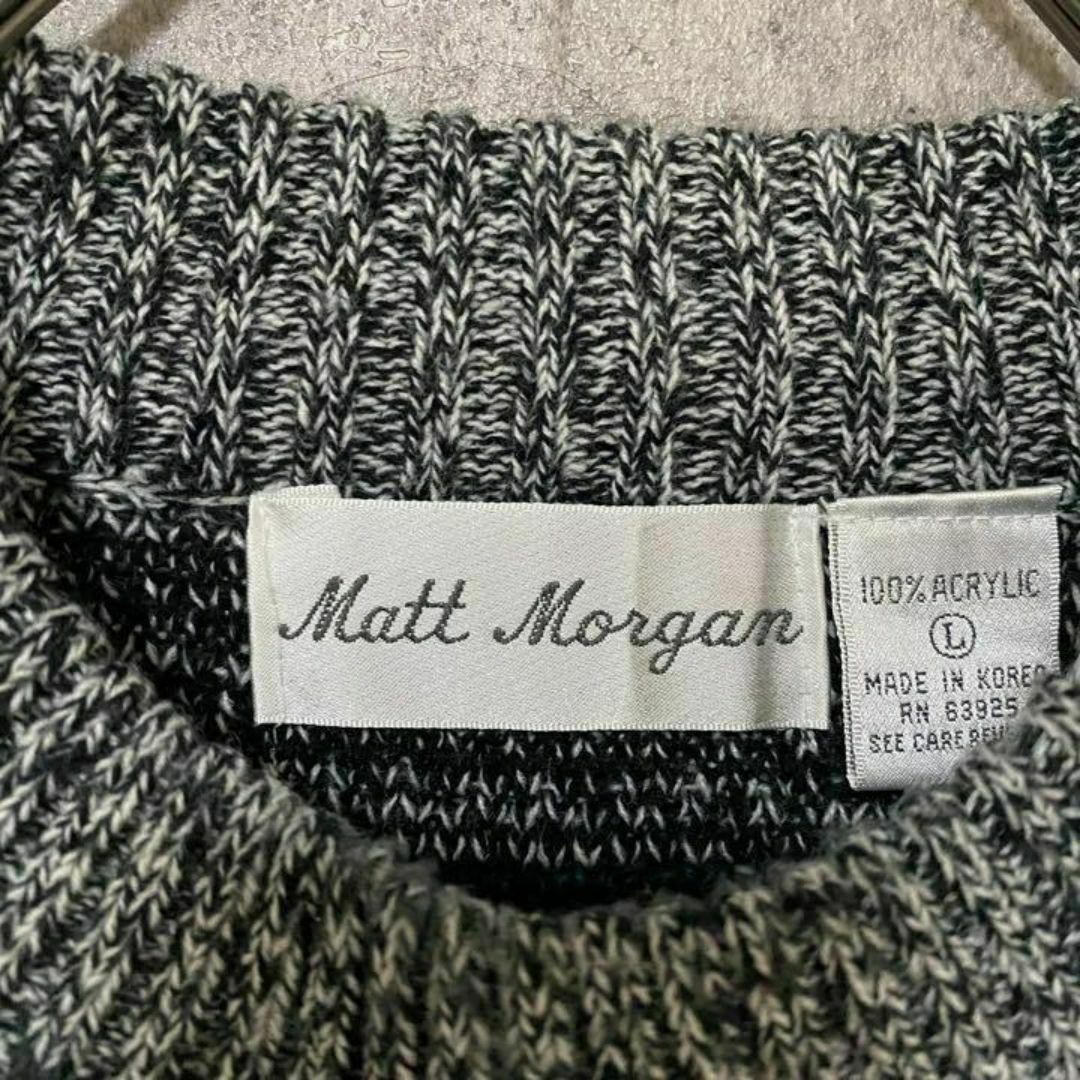 Matt Morgan
100% ACRYLIC
L
MADE IN KOREA
RN 63925
SEE CARE